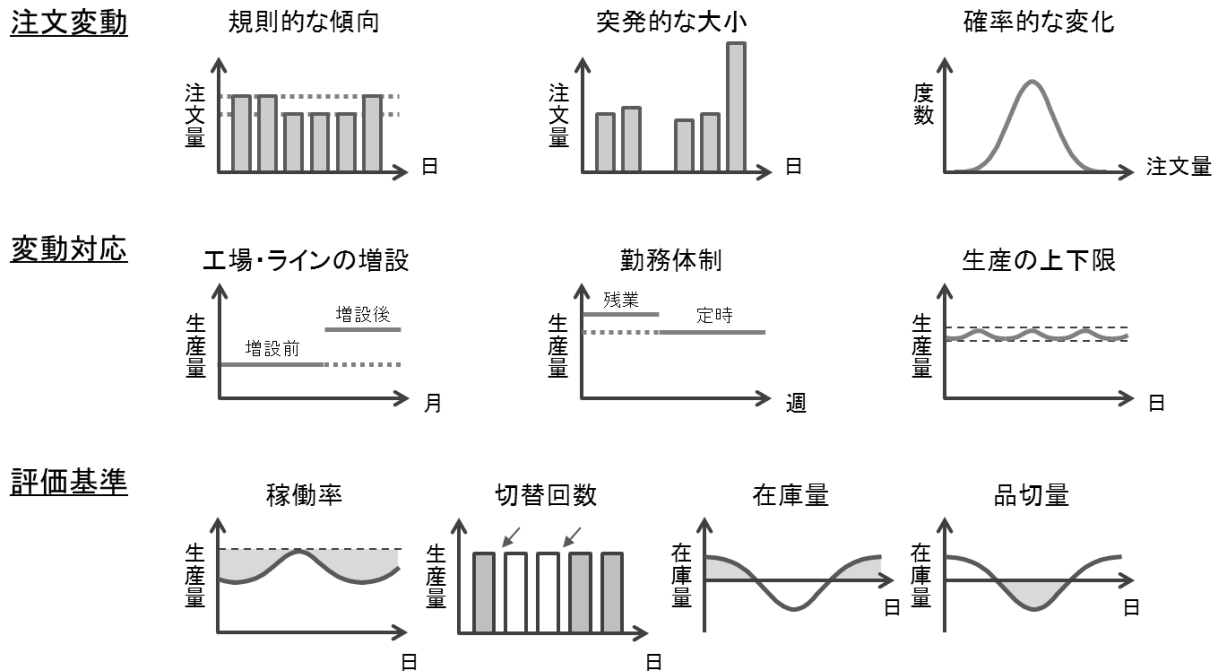 注文変動
規則的な傾向
注文量
日
突発的な大小
注文量
日
確率的な変化
度数
注文量
変動対応
工場・ラインの増設
生産量
増設前
増設後
月
勤務体制
生産量
残業
定時
週
生産の上下限
生産量
日
評価基準
稼働率
生産量
日
切替回数
生産量
日
在庫量
在庫量
日
品切量
在庫量
日